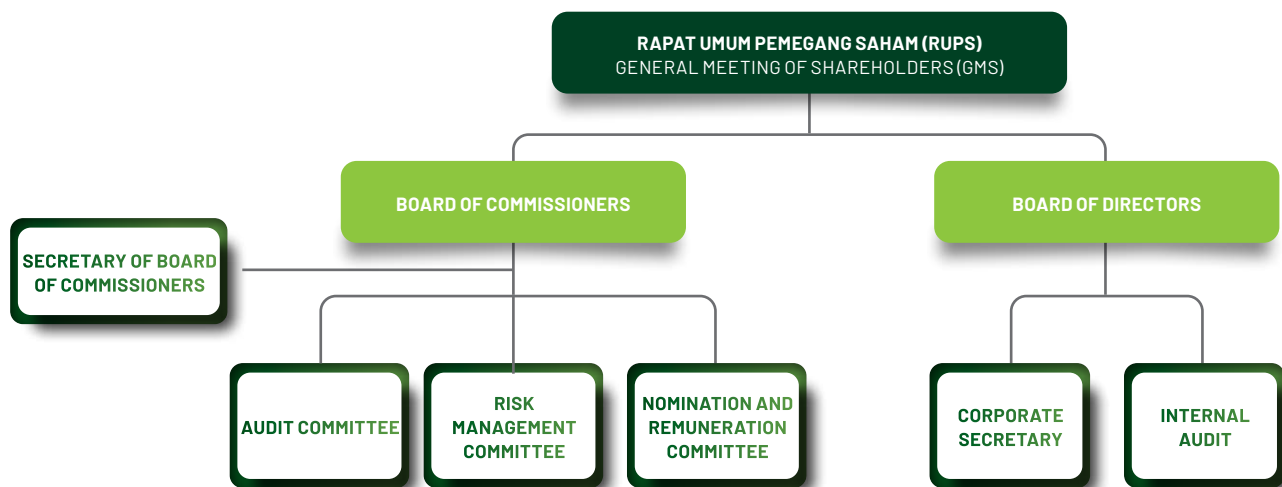 RAPAT UMUM PEMEGANG SAHAM (RUPS)
GENERAL MEETING OF SHAREHOLDERS (GMS)
BOARD OF COMMISSIONERS
BOARD OF DIRECTORS
SECRETARY OF BOARD
OF COMMISSIONERS
AUDIT COMMITTEE
RISK
MANAGEMENT
COMMITTEE
NOMINATION AND
REMUNERATION
COMMITTEE
CORPORATE
SECRETARY
INTERNAL
AUDIT